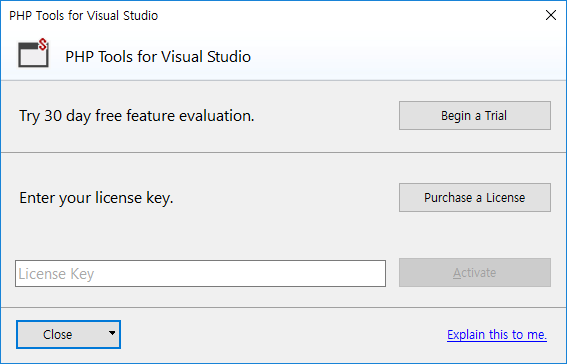 PHP Tools for Visual Studio
PHP Tools for Visual Studio
Try 30 day free feature evaluation.
Begin a Trial
Enter your license key.
Purchase a License
License Key
Activate
Close
Explain this to me.